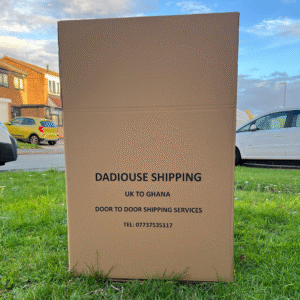 DADIOUSE SHIPPING
UK TO GHANA
DOOR TO DOOR SHIPPING SERVICES
TEL: 07737535317